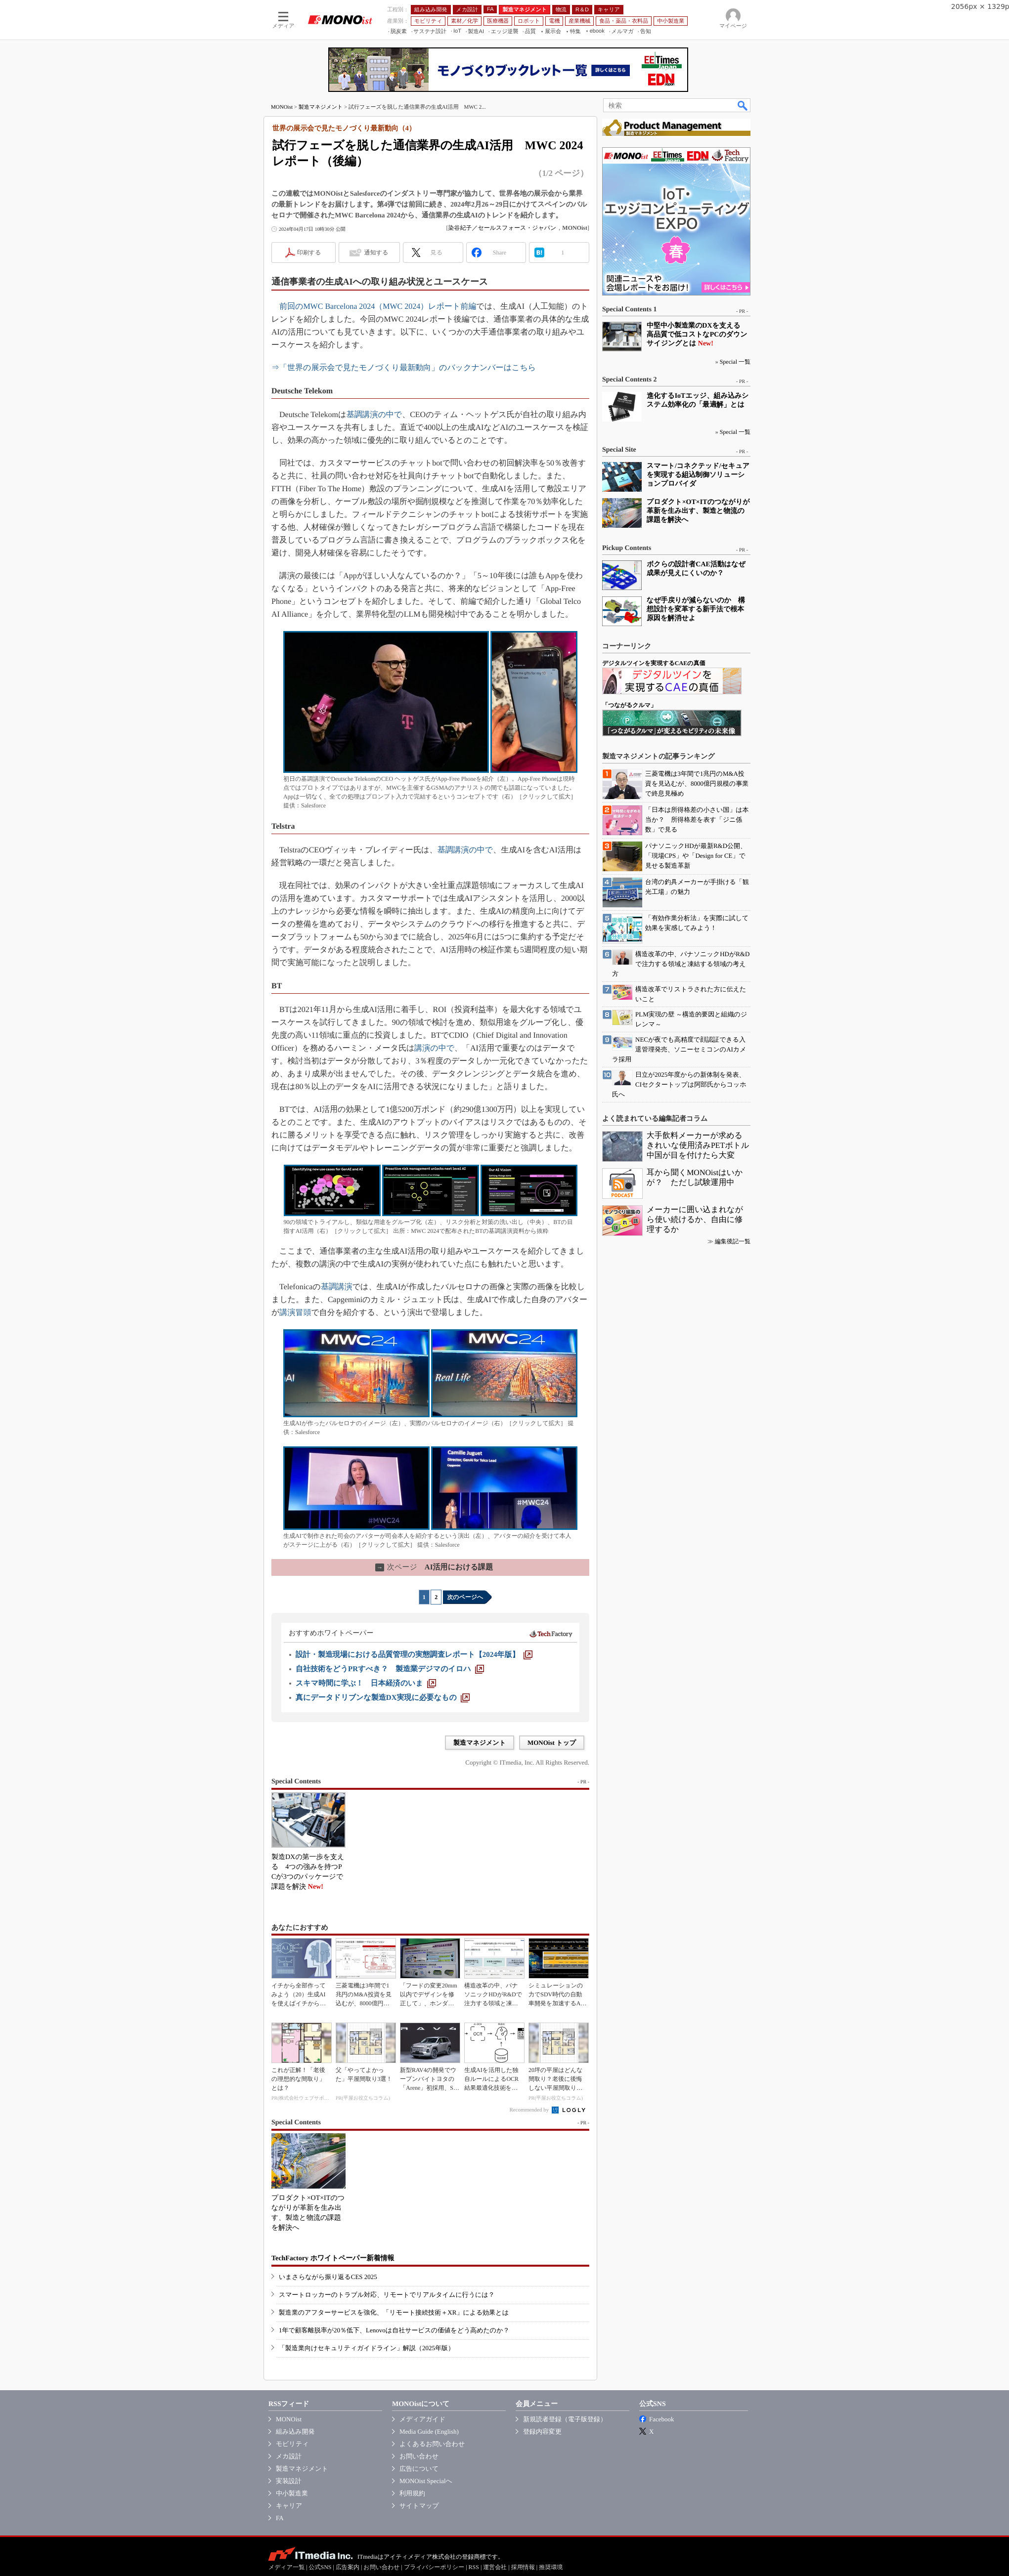 2056px × 1329p
メディア
MONOist
工程別：
組み込み開発 メカ設計 FA 製造マネジメント 物流 R＆D キャリア
産業別：
モビリティ 素材／化学 医療機器 ロボット 電機 産業機械 食品・薬品・衣料品 中小製造業
脱炭素 サステナ設計 IoT 製造AI エッジ逆襲 品質 展示会 特集 ebook メルマガ 告知
マイページ
モノづくりブックレット一覧 詳しくはこちら
EE Times Japan
EDN
MONOist > 製造マネジメント > 試行フェーズを脱した通信業界の生成AI活用　MWC 2...
検索
世界の展示会で見たモノづくり最新動向（4）
試行フェーズを脱した通信業界の生成AI活用　MWC 2024
レポート（後編）
（1/2 ページ）
この連載ではMONOistとSalesforceのインダストリー専門家が協力して、世界各地の展示会から業界
の最新トレンドをお届けします。第4弾では前回に続き、2024年2月26～29日にかけてスペインのバル
セロナで開催されたMWC Barcelona 2024から、通信業界の生成AIのトレンドを紹介します。
2024年04月17日 10時30分 公開
[染谷紀子／セールスフォース・ジャパン，MONOist]
印刷する
通知する
見る
Share
1
通信事業者の生成AIへの取り組み状況とユースケース
前回のMWC Barcelona 2024（MWC 2024）レポート前編では、生成AI（人工知能）のト
レンドを紹介しました。今回のMWC 2024レポート後編では、通信事業者の具体的な生成
AIの活用についても見ていきます。以下に、いくつかの大手通信事業者の取り組みやユー
スケースを紹介します。
⇒「世界の展示会で見たモノづくり最新動向」のバックナンバーはこちら
Deutsche Telekom
Deutsche Telekomは基調講演の中で、CEOのティム・ヘットゲス氏が自社の取り組み内
容やユースケースを共有しました。直近で400以上の生成AIなどAIのユースケースを検証
し、効果の高かった領域に優先的に取り組んでいるとのことです。
同社では、カスタマーサービスのチャットbotで問い合わせの初回解決率を50％改善す
ると共に、社員の問い合わせ対応を社員向けチャットbotで自動化しました。また、
FTTH（Fiber To The Home）敷設のプランニングについて、生成AIを活用して敷設エリア
の画像を分析し、ケーブル敷設の場所や掘削規模などを推測して作業を70％効率化した
と明らかにしました。フィールドテクニシャンのチャットbotによる技術サポートを実施
する他、人材確保が難しくなってきたレガシープログラム言語で構築したコードを現在
普及しているプログラム言語に書き換えることで、プログラムのブラックボックス化を
避け、開発人材確保を容易にしたそうです。
講演の最後には「Appがほしい人なんているのか？」「5～10年後には誰もAppを使わ
なくなる」というインパクトのある発言と共に、将来的なビジョンとして「App-Free
Phone」というコンセプトを紹介しました。そして、前編で紹介した通り「Global Telco
AI Alliance」を介して、業界特化型のLLMも開発検討中であることを明かしました。
初日の基調講演でDeutsche TelekomのCEO ヘットゲス氏がApp-Free Phoneを紹介（左）。App-Free Phoneは現時
点ではプロトタイプではありますが、MWCを主催するGSMAのアナリストの間でも話題になっていました。
Appは一切なく、全ての処理はプロンプト入力で完結するというコンセプトです（右）［クリックして拡大］
提供：Salesforce
Telstra
TelstraのCEOヴィッキ・ブレイディー氏は、基調講演の中で、生成AIを含むAI活用は
経営戦略の一環だと発言しました。
現在同社では、効果のインパクトが大きい全社重点課題領域にフォーカスして生成AI
の活用を進めています。カスタマーサポートでは生成AIアシスタントを活用し、2000以
上のナレッジから必要な情報を瞬時に抽出します。また、生成AIの精度向上に向けてデ
ータの整備を進めており、データやシステムのクラウドへの移行を推進すると共に、デ
ータプラットフォームも50から30までに統合し、2025年6月には5つに集約する予定だそ
うです。データがある程度統合されたことで、AI活用時の検証作業も5週間程度の短い期
間で実施可能になったと説明しました。
BT
BTは2021年11月から生成AI活用に着手し、ROI（投資利益率）を最大化する領域でユ
ースケースを試行してきました。90の領域で検討を進め、類似用途をグループ化し、優
先度の高い11領域に重点的に投資しました。BTでCDIO（Chief Digital and Innovation
Officer）を務めるハーミン・メータ氏は講演の中で、「AI活用で重要なのはデータで
す。検討当初はデータが分散しており、3％程度のデータしか一元化できていなかったた
めあ、使えませんでした。その後、データクレンジングとデータ統合を進め、
現在は80％以上のデータをAIに活用できる状況になりました」と語りました。
BTでは、AI活用の効果として1億5200万ポンド（約290億1300万円）以上を実現してい
るとのことです。また、生成AIのアウトプットのバイアスはリスクではあるものの、そ
れに勝るメリットを享受できる点に触れ、リスク管理をしっかり実施すると共に、改善
に向けてはデータモデルやトレーニングデータの質が非常に重要だと強調しました。
Identifying new use cases for GenAI and AI
Proactive risk management unlocks next level AI
Our AI Vision
90の領域でトライアルし、類似な用途をグループ化（左）、リスク分析と対策の洗い出し（中央）、BTの目
指すAI活用（右）［クリックして拡大］ 出所：MWC 2024で配布されたBTの基調講演資料から抜粋
ここまで、通信事業者の主な生成AI活用の取り組みやユースケースを紹介してきまし
たが、複数の講演の中で生成AIの実例が使われていた点にも触れたいと思います。
Telefonicaの基調講演では、生成AIが作成したバルセロナの画像と実際の画像を比較し
ました。また、Capgeminiのカミル・ジュエット氏は、生成AIで作成した自身のアバター
が講演冒頭で自分を紹介する、という演出で登場しました。
MWC24
AI
MWC24
Real Life
生成AIが作ったバルセロナのイメージ（左）、実際のバルセロナのイメージ（右）［クリックして拡大］ 提
供：Salesforce
#MWC24
Camille Juguet
#MWC24
生成AIで制作された司会のアバターが司会本人を紹介するという演出（左）、アバターの紹介を受けて本人
がステージに上がる（右）［クリックして拡大］ 提供：Salesforce
次ページ　AI活用における課題
1 2 次のページへ
おすすめホワイトペーパー
TechFactory
設計・製造現場における品質管理の実態調査レポート【2024年版】
自社技術をどうPRすべき？　製造業デジマのイロハ
スキマ時間に学ぶ！　日本経済のいま
真にデータドリブンな製造DX実現に必要なもの
製造マネジメント
MONOist トップ
Copyright © ITmedia, Inc. All Rights Reserved.
Special Contents
- PR -
製造DXの第一歩を支え
る　4つの強みを持つP
Cが3つのパッケージで
課題を解決 New!
あなたにおすすめ
イチから全部作って
みよう（20）生成AI
を使えばイチから…
三菱電機は3年間で1
兆円のM&A投資を見
込むが、8000億円…
「フードの変更20mm
以内でデザインを修
正して」、ホンダ…
構造改革の中、パナ
ソニックHDがR&Dで
注力する領域と凍…
シミュレーションの
力でSDV時代の自動
車開発を加速するA…
これが正解！「老後
の理想的な間取り」
とは？
父「やってよかっ
た」平屋間取り3選！
PR(平屋お役立ちコラム)
新型RAV4の開発でウ
ーブンバイトヨタの
「Arene」初採用、S…
生成AIを活用した独
自ルールによるOCR
結果最適化技術を…
20坪の平屋はどんな
間取り？老後に後悔
しない平屋間取り…
PR(平屋お役立ちコラム)
Recommended by LOGLY
Special Contents
- PR -
プロダクト×OT×ITのつ
ながりが革新を生み出
す、製造と物流の課題
を解決へ
TechFactory ホワイトペーパー新着情報
いまさらながら振り返るCES 2025
スマートロッカーのトラブル対応、リモートでリアルタイムに行うには？
製造業のアフターサービスを強化、「リモート接続技術＋XR」による効果とは
1年で顧客離脱率が20％低下、Lenovoは自社サービスの価値をどう高めたのか？
「製造業向けセキュリティガイドライン」解説（2025年版）
Product Management
製造マネジメント
MONOist EE Times Japan EDN Tech Factory
IoT・
エッジコンピューティング
EXPO
春
関連ニュースや
会場レポートをお届け!
詳しくはこちら
Special Contents 1
- PR -
中堅中小製造業のDXを支える
高品質で低コストなPCのダウン
サイジングとは New!
» Special 一覧
Special Contents 2
- PR -
進化するIoTエッジ、組み込みシ
ステム効率化の「最適解」とは
» Special 一覧
Special Site
- PR -
スマート/コネクテッド/セキュア
を実現する組込制御ソリューシ
ョンプロバイダ
プロダクト×OT×ITのつながりが
革新を生み出す、製造と物流の
課題を解決へ
Pickup Contents
- PR -
ボクらの設計者CAE活動はなぜ
成果が見えにくいのか？
なぜ手戻りが減らないのか　構
想設計を変革する新手法で根本
原因を解消せよ
コーナーリンク
デジタルツインを実現するCAEの真価
デジタルツインを
実現するCAEの真価
「つながるクルマ」
「つながるクルマ」が変えるモビリティの未来像
製造マネジメントの記事ランキング
1 三菱電機は3年間で1兆円のM&A投
資を見込むが、8000億円規模の事業
で終息見極め
2 「日本は所得格差の小さい国」は本
当か？　所得格差を表す「ジニ係
数」で見る
3 パナソニックHDが最新R&D公開、
「現場CPS」や「Design for CE」で
見せる製造革新
4 台湾の釣具メーカーが手掛ける「観
光工場」の魅力
5 「有効作業分析法」を実際に試して
効果を実感してみよう！
6 構造改革の中、パナソニックHDがR&D
で注力する領域と凍結する領域の考え
方
7 構造改革でリストラされた方に伝えた
いこと
8 PLM実現の壁 ～構造的要因と組織のジ
レンマ～
9 NECが夜でも高精度で顔認証できる入
退管理発売、ソニーセミコンのAIカメ
ラ採用
10 日立が2025年度からの新体制を発表、
CIセクタートップは阿部氏からコッホ
氏へ
よく読まれている編集記者コラム
大手飲料メーカーが求める
きれいな使用済みPETボトル
中国が目を付けたら大変
PODCAST
耳から聞くMONOistはいか
が？　ただし試験運用中
メーカーに囲い込まれなが
ら使い続けるか、自由に修
理するか
≫ 編集後記一覧
RSSフィード
MONOist
組み込み開発
モビリティ
メカ設計
製造マネジメント
実装設計
中小製造業
キャリア
FA
MONOistについて
メディアガイド
Media Guide (English)
よくあるお問い合わせ
お問い合わせ
広告について
MONOist Specialへ
利用規約
サイトマップ
会員メニュー
新規読者登録（電子版登録）
登録内容変更
公式SNS
Facebook
X
ITmedia Inc. ITmediaはアイティメディア株式会社の登録商標です。
メディア一覧 | 公式SNS | 広告案内 | お問い合わせ | プライバシーポリシー | RSS | 運営会社 | 採用情報 | 推奨環境